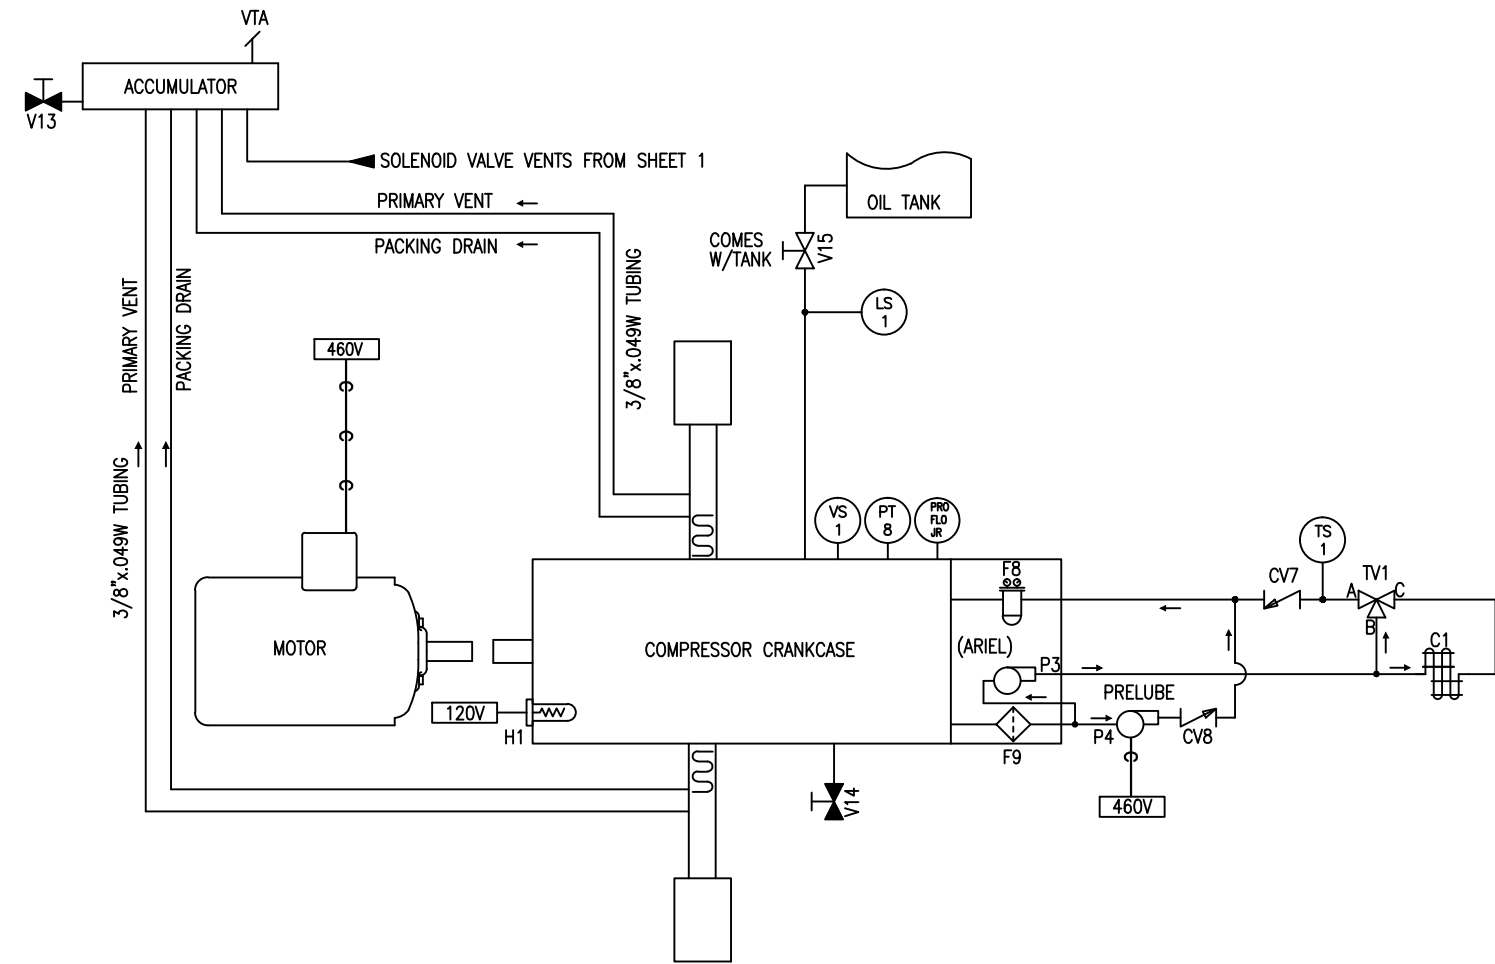 VTA
ACCUMULATOR
V13
SOLENOID VALVE VENTS FROM SHEET 1
PRIMARY VENT
PACKING DRAIN
OIL TANK
COMES
W/TANK
V15
LS
1
3/8"x.049W TUBING
PRIMARY VENT
PACKING DRAIN
3/8"x.049W TUBING
460V
VS
1
PT
8
PRO
FLO
JR
TS
1
F8
CV7
TV1
A
C
B
C1
MOTOR
COMPRESSOR CRANKCASE
(ARIEL)
P3
PRELUBE
120V
H1
F9
P4
CV8
V14
460V